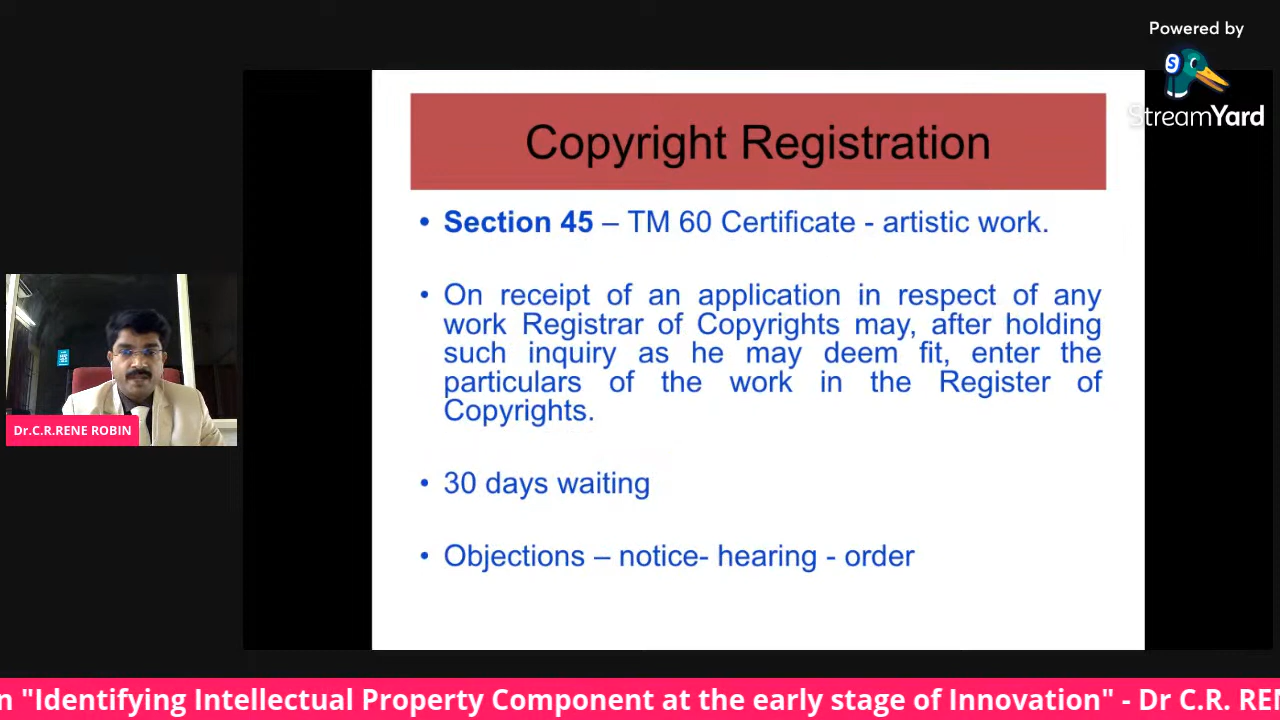 Powered by
StreamYard
Copyright Registration
• Section 45 – TM 60 Certificate - artistic work.
• On receipt of an application in respect of any
work Registrar of Copyrights may, after holding
such inquiry as he may deem fit, enter the
particulars of the work in the Register of
Copyrights.
• 30 days waiting
• Objections – notice- hearing - order
Dr.C.R.RENE ROBIN
n "Identifying Intellectual Property Component at the early stage of Innovation" - Dr C.R. REN